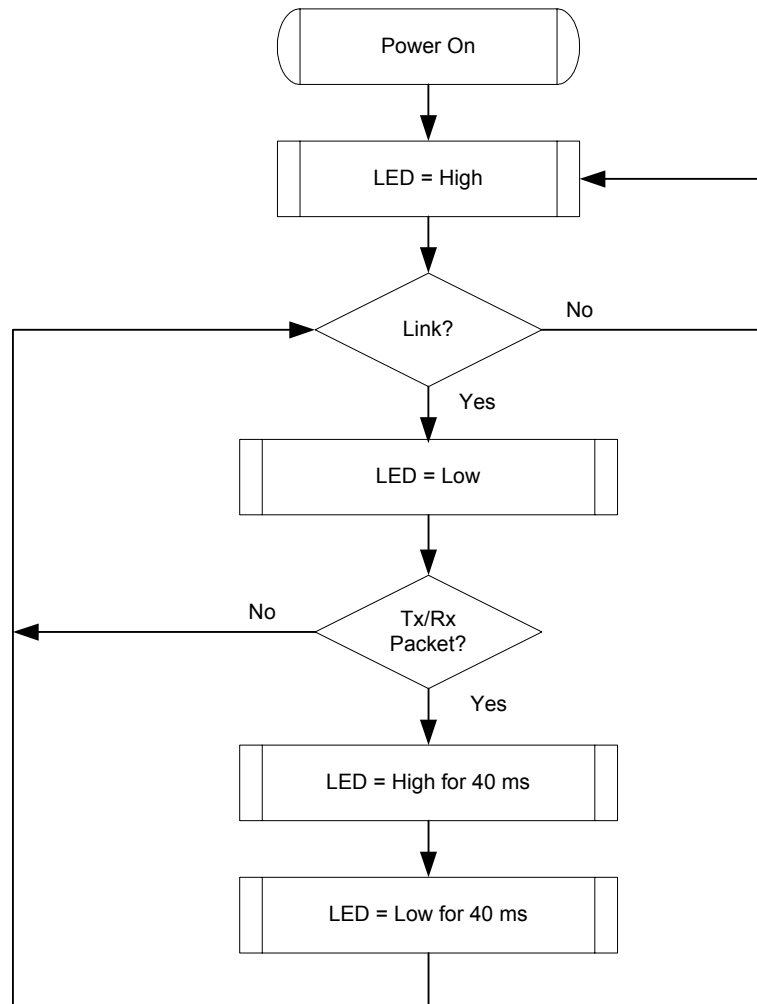 Power On
LED = High
Link?
No
Yes
LED = Low
No
Tx/Rx
Packet?
Yes
LED = High for 40 ms
LED = Low for 40 ms